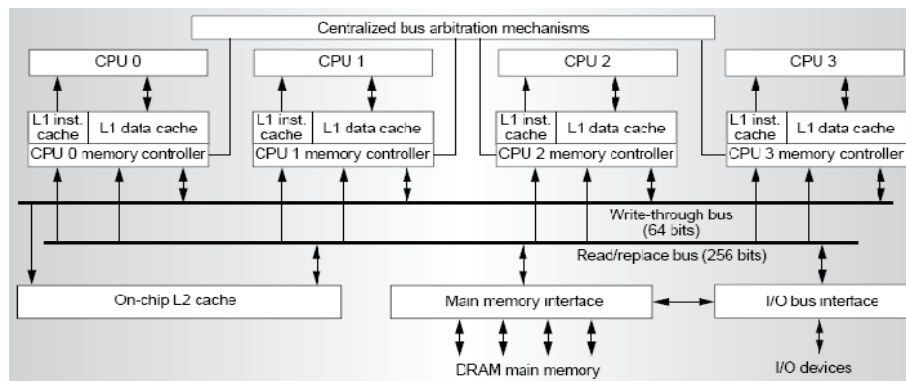 Centralized bus arbitration mechanisms
CPU 0
CPU 1
CPU 2
CPU 3
L1 inst.
cache
L1 data cache
L1 inst.
cache
L1 data cache
L1 inst.
cache
L1 data cache
L1 inst.
cache
L1 data cache
CPU 0 memory controller
CPU 1 memory controller
CPU 2 memory controller
CPU 3 memory controller
Write-through bus
(64 bits)
Read/replace bus (256 bits)
On-chip L2 cache
Main memory interface
I/O bus interface
DRAM main memory
I/O devices